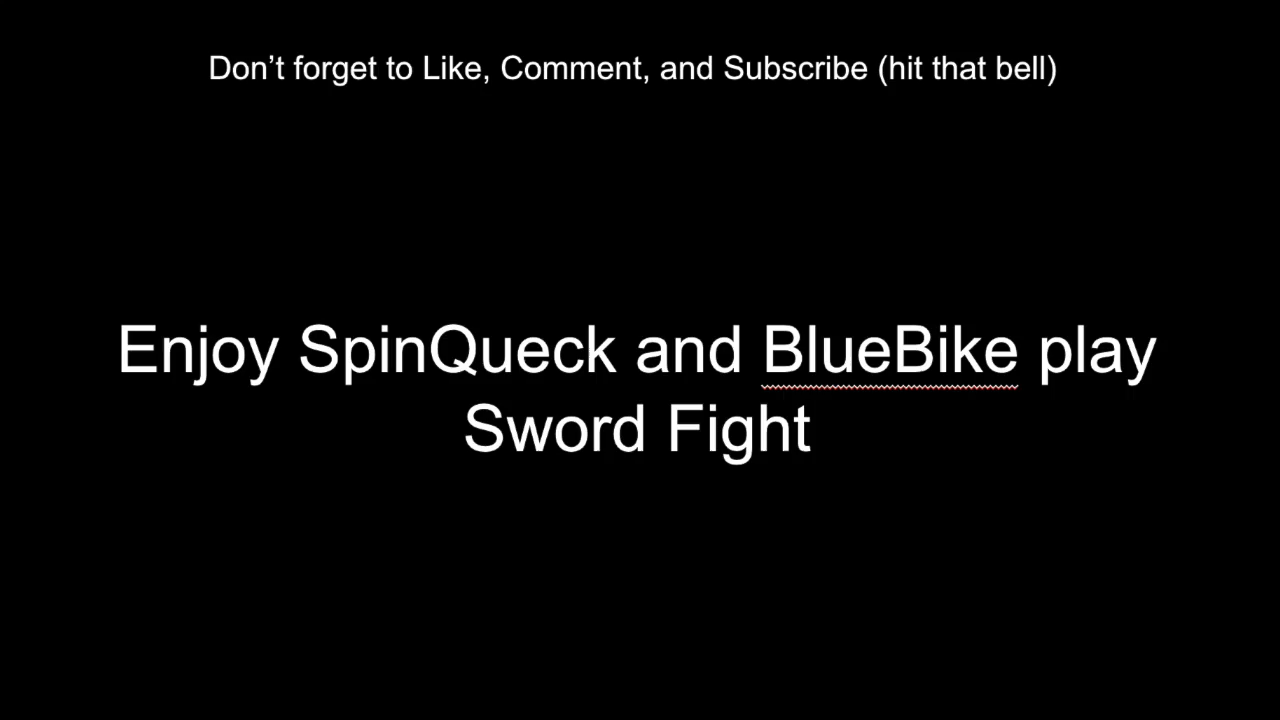 Don’t forget to Like, Comment, and Subscribe (hit that bell)
Enjoy SpinQueck and BlueBike play
Sword Fight